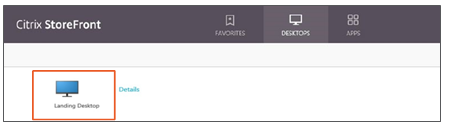 Citrix StoreFront
FAVORITES DESKTOPS APPS
Details
Landing Desktop